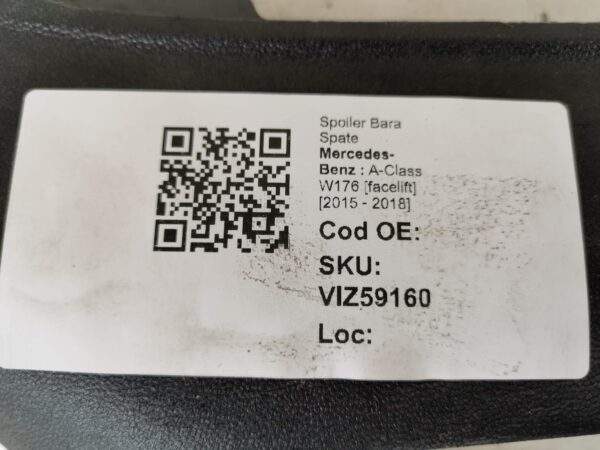 Spoiler Bara
Spate
Mercedes-
Benz : A-Class
W176 [facelift]
[2015 - 2018]
Cod OE:
SKU:
VIZ59160
Loc: